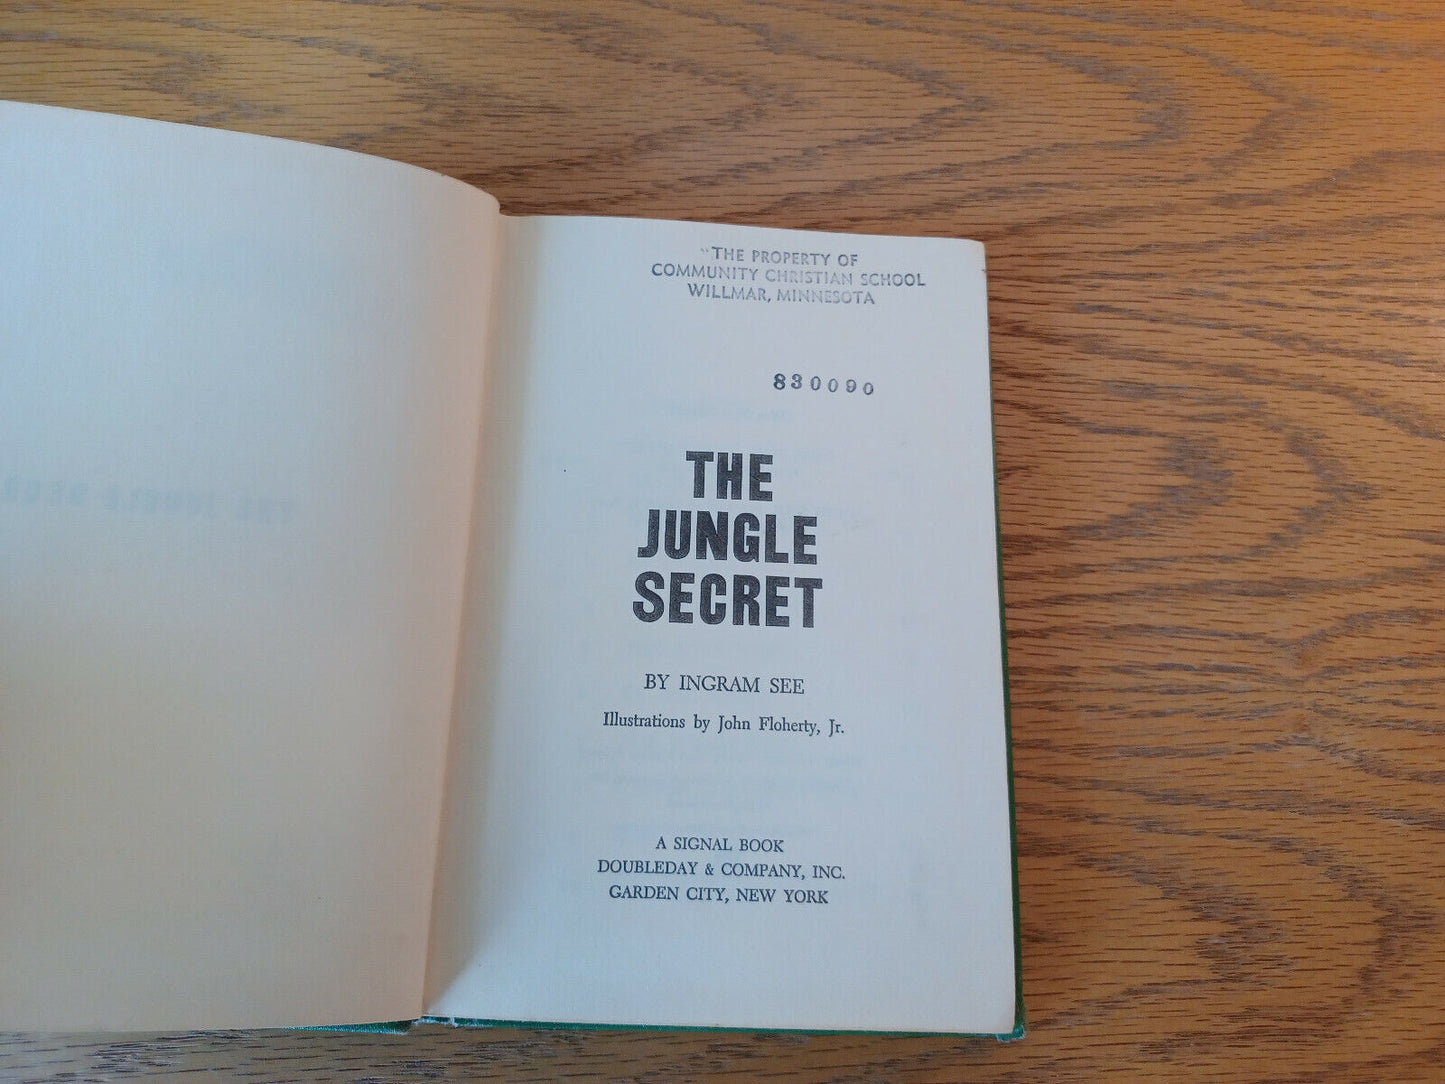 "THE PROPERTY OF
COMMUNITY CHRISTIAN SCHOOL
WILLMAR, MINNESOTA
830090
THE
JUNGLE
SECRET
BY INGRAM SEE
Illustrations by John Floherty, Jr.
A SIGNAL BOOK
DOUBLEDAY & COMPANY, INC.
GARDEN CITY, NEW YORK